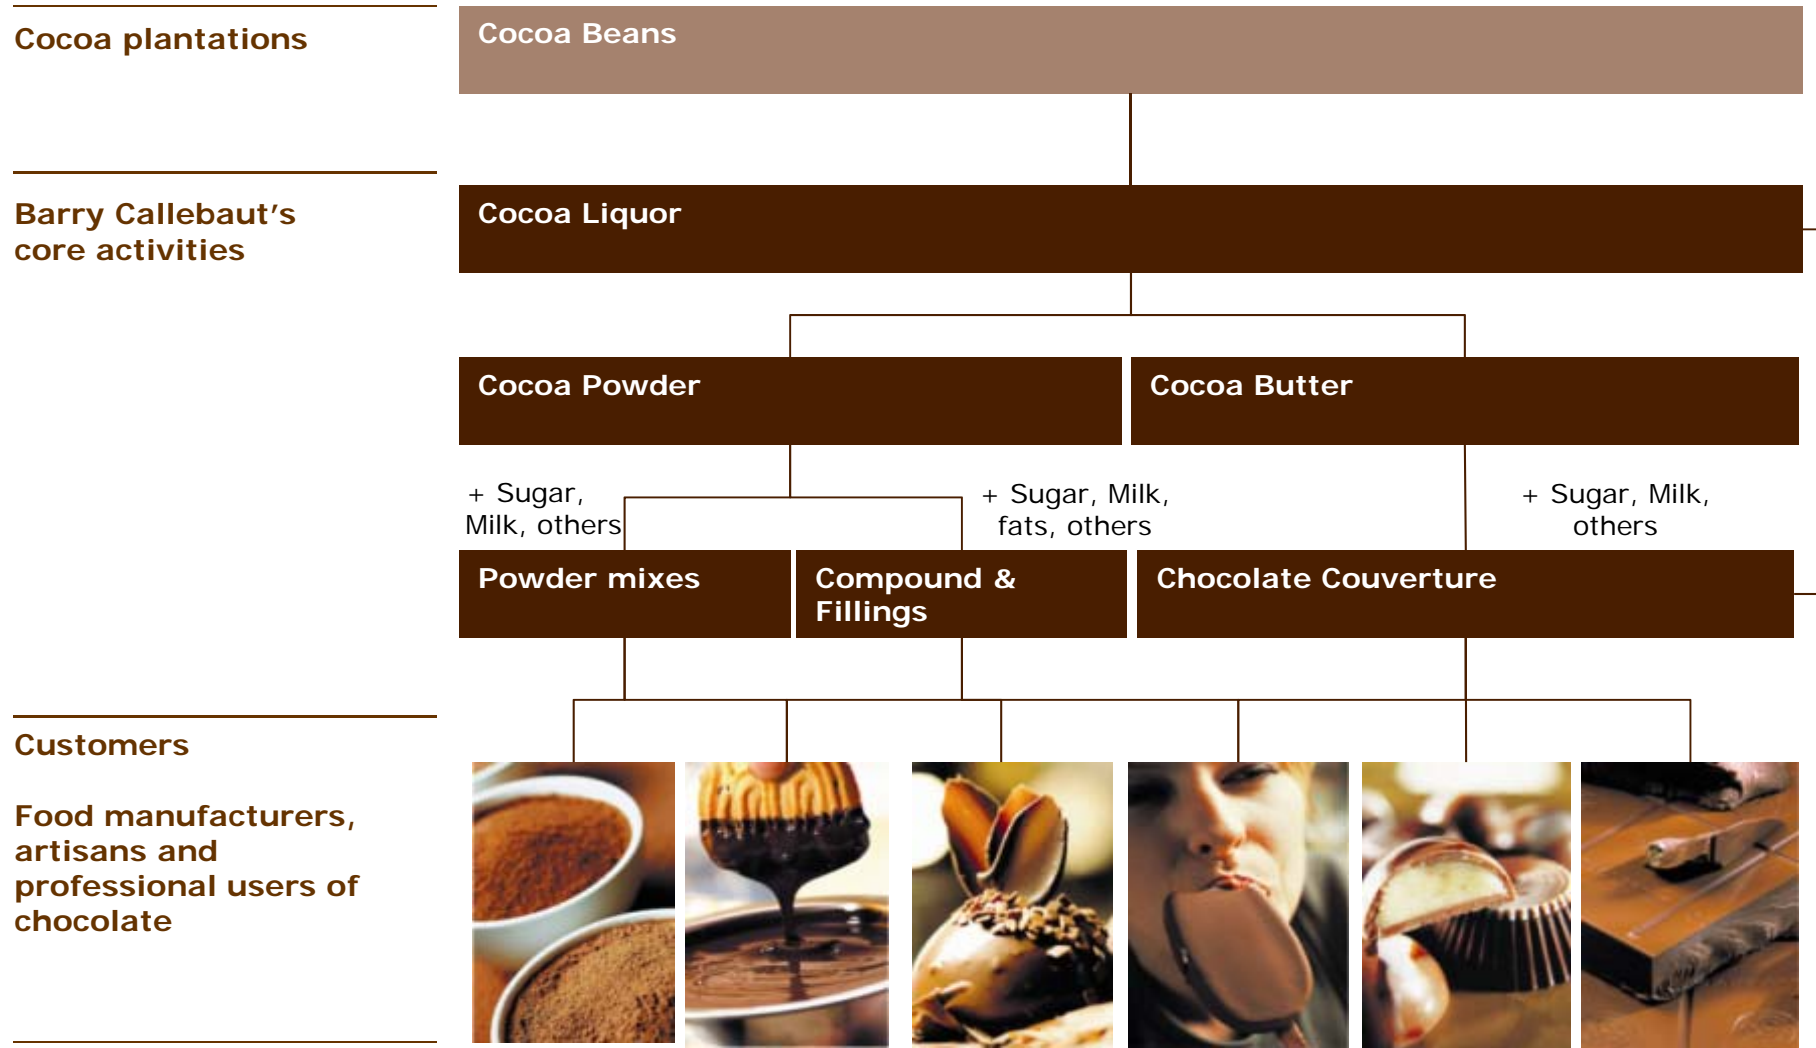 Cocoa plantations
Cocoa Beans
Barry Callebaut's
core activities
Cocoa Liquor
Cocoa Powder
Cocoa Butter
+ Sugar,
Milk, others
+ Sugar, Milk,
fats, others
+ Sugar, Milk,
others
Powder mixes
Compound &
Fillings
Chocolate Couverture
Customers
Food manufacturers,
artisans and
professional users of
chocolate